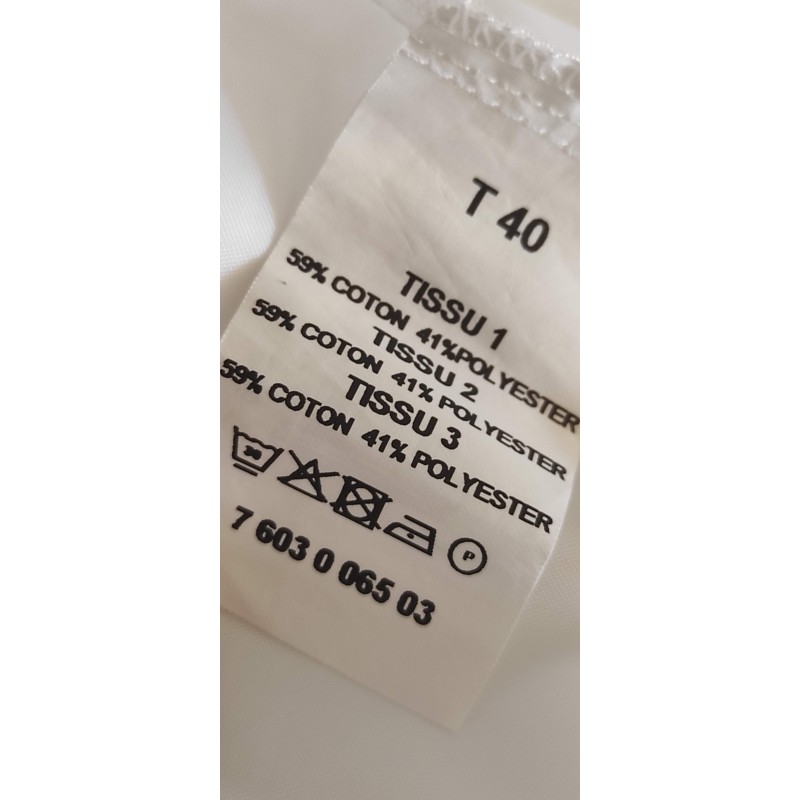 T 40
TISSU 1
59% COTON 41%POLYESTER
TISSU 2
59% COTON 41% POLYESTER
TISSU 3
59% COTON 41% POLYESTER
30
P
7 603 0 065 03